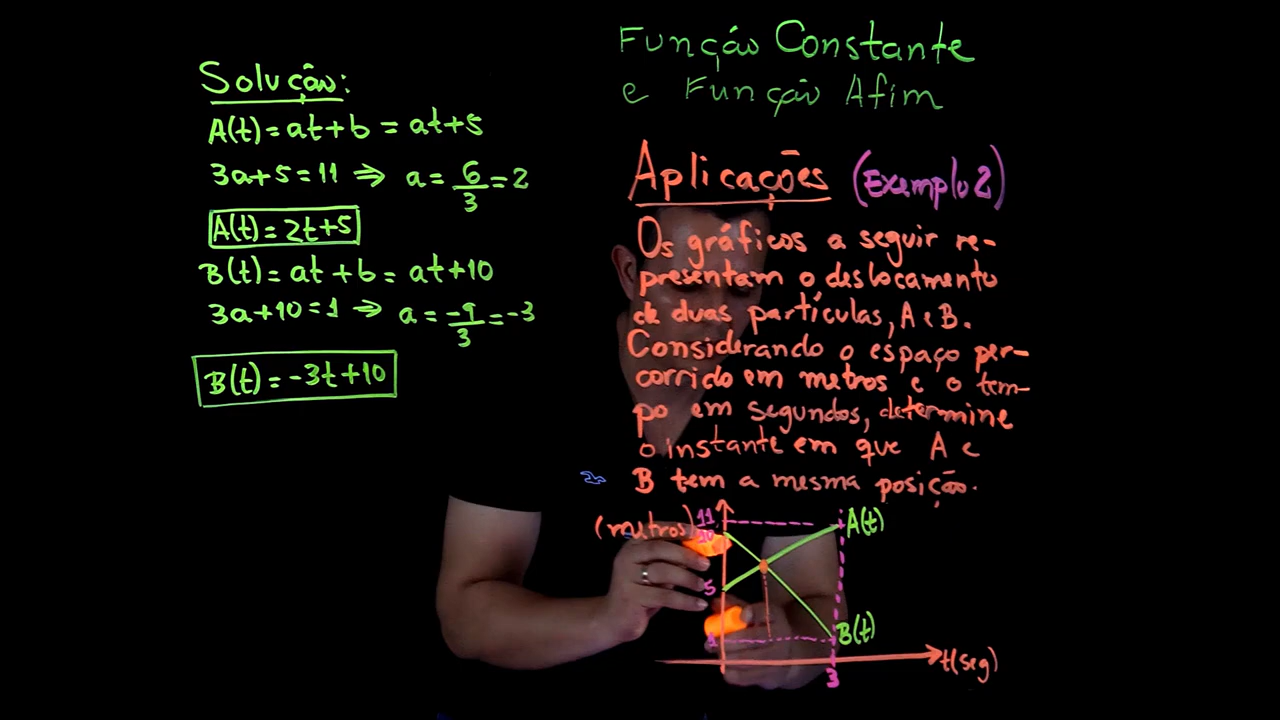 Função Constante
e Função Afim
Solução:
A(t) = at + b = at + 5
3a + 5 = 11 ⇒ a = 6/3 = 2
A(t) = 2t + 5
B(t) = at + b = at + 10
3a + 10 = 1 ⇒ a = -9/3 = -3
B(t) = -3t + 10
Aplicações (Exemplo 2)
Os gráficos a seguir re-
presentam o deslocamento
de duas partículas, A e B.
Considerando o espaço per-
corrido em metros e o tem-
po em segundos, determine
o instante em que A e
B tem a mesma posição.
(metros)
11
10
5
1
A(t)
B(t)
3
t(seg)